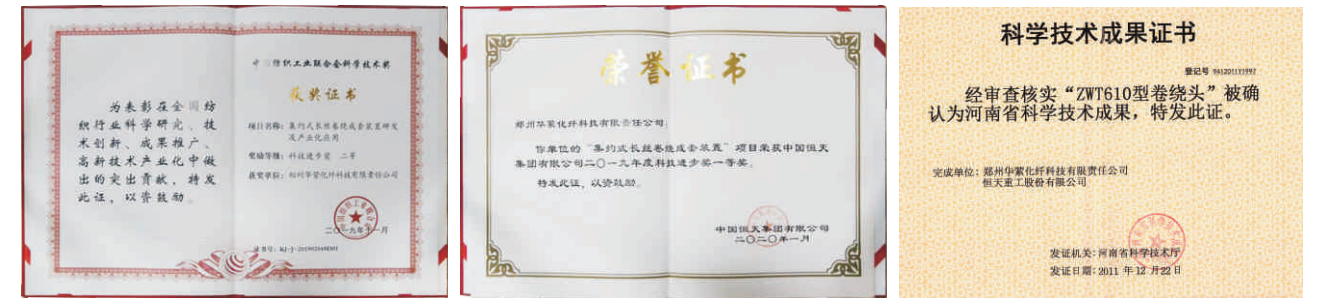 为表彰在全国纺
织行业科学研究、技
术创新、成果推广、
高新技术产业化中做
出的突出贡献，特发
此证，以资鼓励。
中国纺织工业联合会科学技术奖
获奖证书
项目名称：集约式长丝卷绕成套装置研发
及产业化应用
奖励等级：科技进步奖 二等
获奖单位：郑州华萦化纤科技有限责任公司
二〇一九年十一月
荣誉证书
郑州华萦化纤科技有限责任公司：
你单位的“集约式长丝卷绕成套装置”项目荣获中国恒天
集团有限公司二〇一九年度科技进步奖一等奖。
特发此证，以资鼓励。
中国恒天集团有限公司
二〇二〇年一月
科学技术成果证书
登记号
经审查核实“ZWT610型卷绕头”被确
认为河南省科学技术成果，特发此证。
完成单位：郑州华萦化纤科技有限责任公司
恒天重工股份有限公司
发证机关：河南省科学技术厅
发证日期：2011 年 12 月22 日